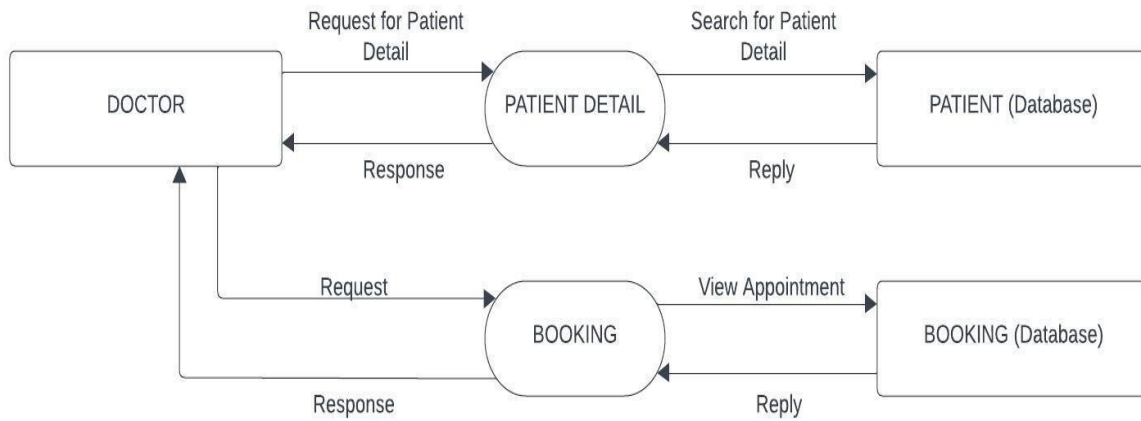 Request for Patient
Detail
Search for Patient
Detail
DOCTOR
PATIENT DETAIL
PATIENT (Database)
Response
Reply
Request
View Appointment
BOOKING
BOOKING (Database)
Response
Reply